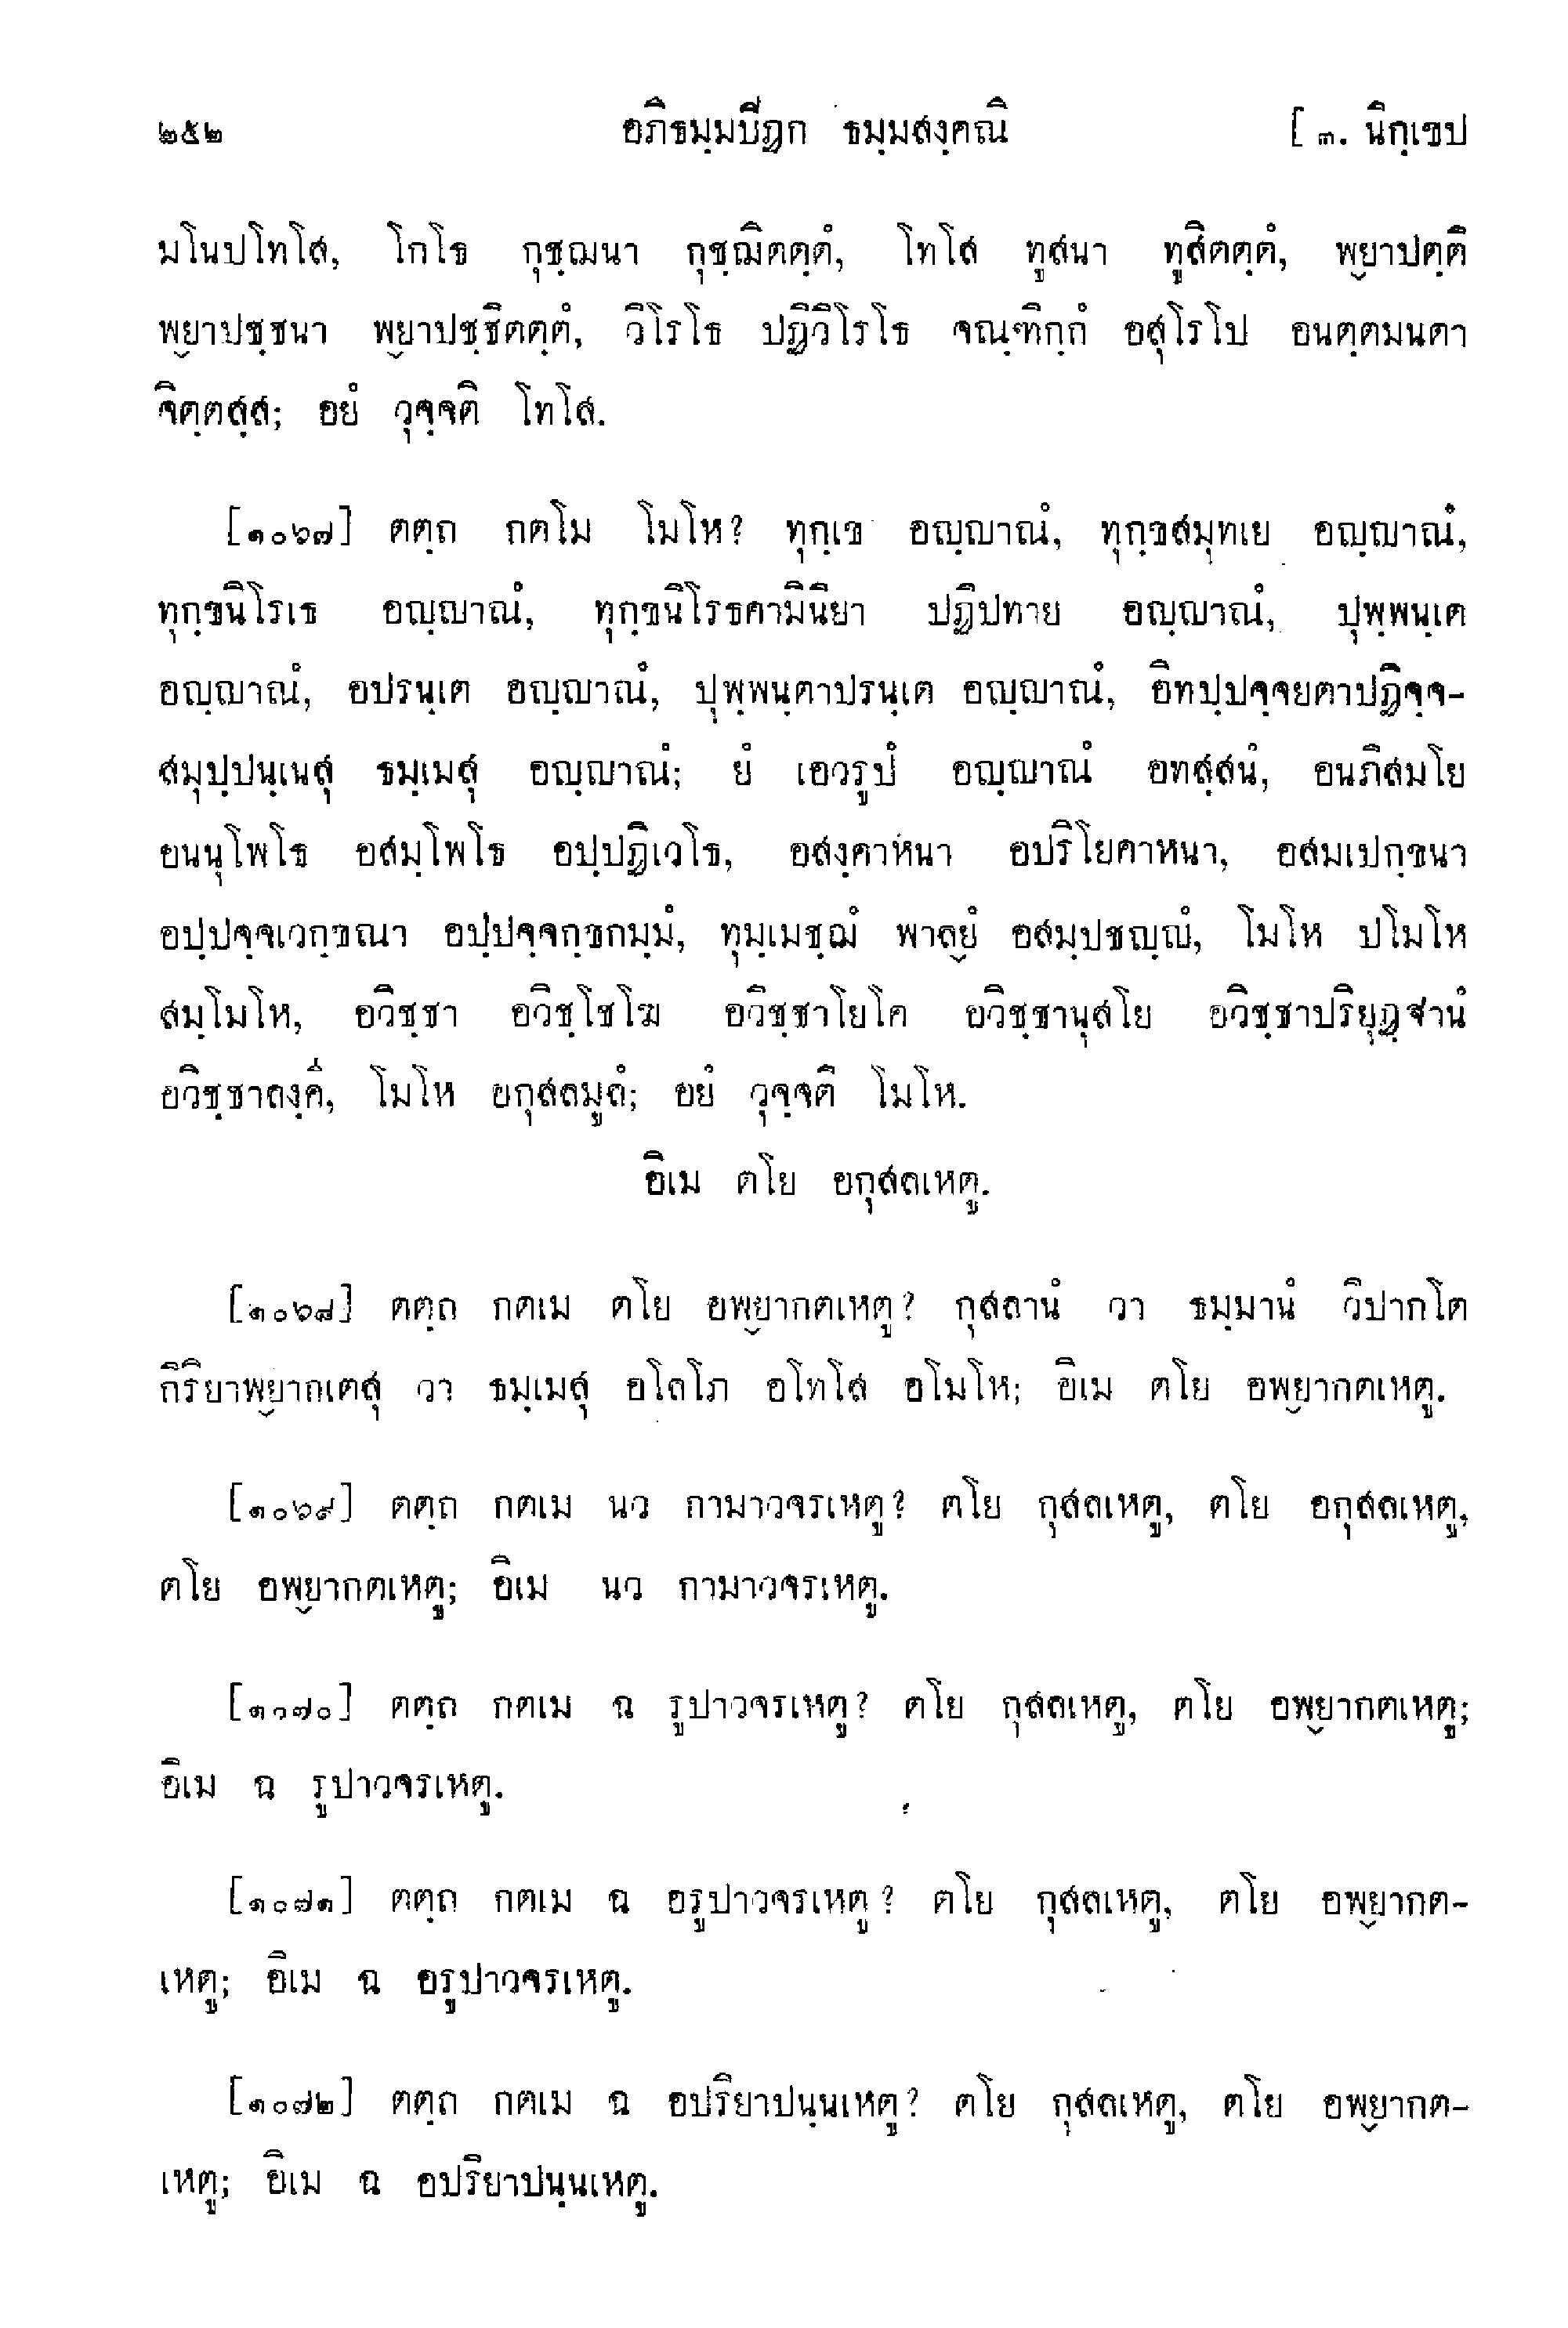 ๒๕๒ อภิธมฺมปิฏก ธมฺมสงฺคณิ [ ๓. นิกฺเขป
มโนปโทโส, โกโธ กุชฺฌนา กุชฺฌิตตฺตํ, โทโส ทูสนา ทูสิตตฺตํ, พฺยาปตฺติ
พฺยาปชฺชนา พฺยาปชฺชิตตฺตํ, วิโรโธ ปฏิวิโรโธ จณฺฑิกฺกํ อสุโรโป อนตฺตมนตา
จิตฺตสฺส; อยํ วุจฺจติ โทโส.
[๑๐๖๗] ตตฺถ กตโม โมโห? ทุกฺเข อญฺญาณํ, ทุกฺขสมุทเย อญฺญาณํ,
ทุกฺขนิโรเธ อญฺญาณํ, ทุกฺขนิโรธคามินิยา ปฏิปทาย อญฺญาณํ, ปุพฺพนฺเต
อญฺญาณํ, อปรนฺเต อญฺญาณํ, ปุพฺพนฺตาปรนฺเต อญฺญาณํ, อิทปฺปจฺจยตาปฏิจฺจ-
สมุปฺปนฺเนสุ ธมฺเมสุ อญฺญาณํ; ยํ เอวรูปํ อญฺญาณํ อทสฺสนํ, อนภิสมโย
อนนุโพโธ อสมฺโพโธ อปฺปฏิเวโธ, อสงฺคาหนา อปริโยคาหนา, อสมเปกฺขนา
อปฺปจฺจเวกฺขณา อปฺปจฺจกฺขกมฺมํ, ทุมฺเมชฺฌํ พาลฺยํ อสมฺปชญฺญํ, โมโห ปโมโห
สมฺโมโห, อวิชฺชา อวิชฺโชโฆ อวิชฺชาโยโค อวิชฺชานุสโย อวิชฺชาปริยุฏฺฐานํ
อวิชฺชาลงฺคี, โมโห อกุสลมูลํ; อยํ วุจฺจติ โมโห.
อิเม ตโย อกุสลเหตู.
[๑๐๖๘] ตตฺถ กตเม ตโย อพฺยากตเหตู? กุสลานํ วา ธมฺมานํ วิปากโต
กิริยาพฺยากเตสุ วา ธมฺเมสุ อโลโภ อโทโส อโมโห; อิเม ตโย อพฺยากตเหตู.
[๑๐๖๙] ตตฺถ กตเม นว กามาวจรเหตู? ตโย กุสลเหตู, ตโย อกุสลเหตู,
ตโย อพฺยากตเหตู; อิเม นว กามาวจรเหตู.
[๑๐๗๐] ตตฺถ กตเม ฉ รูปาวจรเหตู? ตโย กุสลเหตู, ตโย อพฺยากตเหตู;
อิเม ฉ รูปาวจรเหตู.
[๑๐๗๑] ตตฺถ กตเม ฉ อรูปาวจรเหตู? ตโย กุสลเหตู, ตโย อพฺยากต-
เหตู; อิเม ฉ อรูปาวจรเหตู.
[๑๐๗๒] ตตฺถ กตเม ฉ อปริยาปนฺนเหตู? ตโย กุสลเหตู, ตโย อพฺยากต-
เหตู; อิเม ฉ อปริยาปนฺนเหตู.